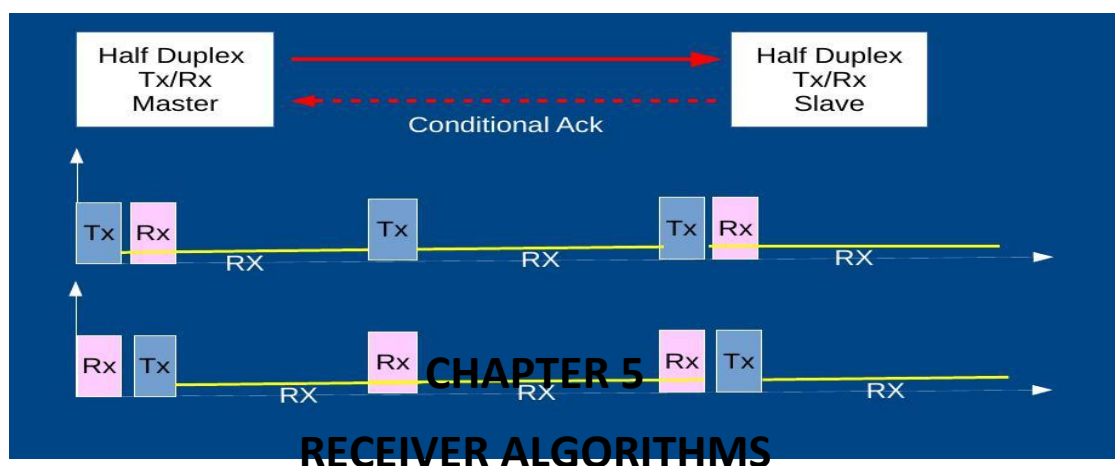 Half Duplex
Tx/Rx
Master
Half Duplex
Tx/Rx
Slave
Conditional Ack
Tx Rx Tx Tx Rx
RX RX RX
Rx Tx Rx Rx Tx
CHAPTER 5
RX RX RX
RECEIVER ALGORITHMS